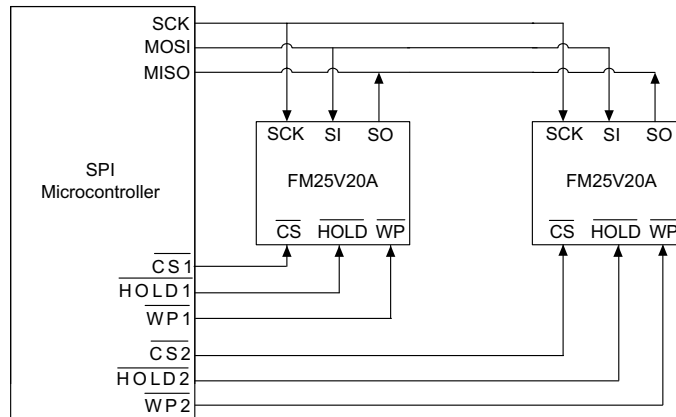 SCK
MOSI
MISO
SPI
Microcontroller
SCK SI SO
FM25V20A
CS HOLD WP
SCK SI SO
FM25V20A
CS HOLD WP
CS1
HOLD1
WP1
CS2
HOLD2
WP2